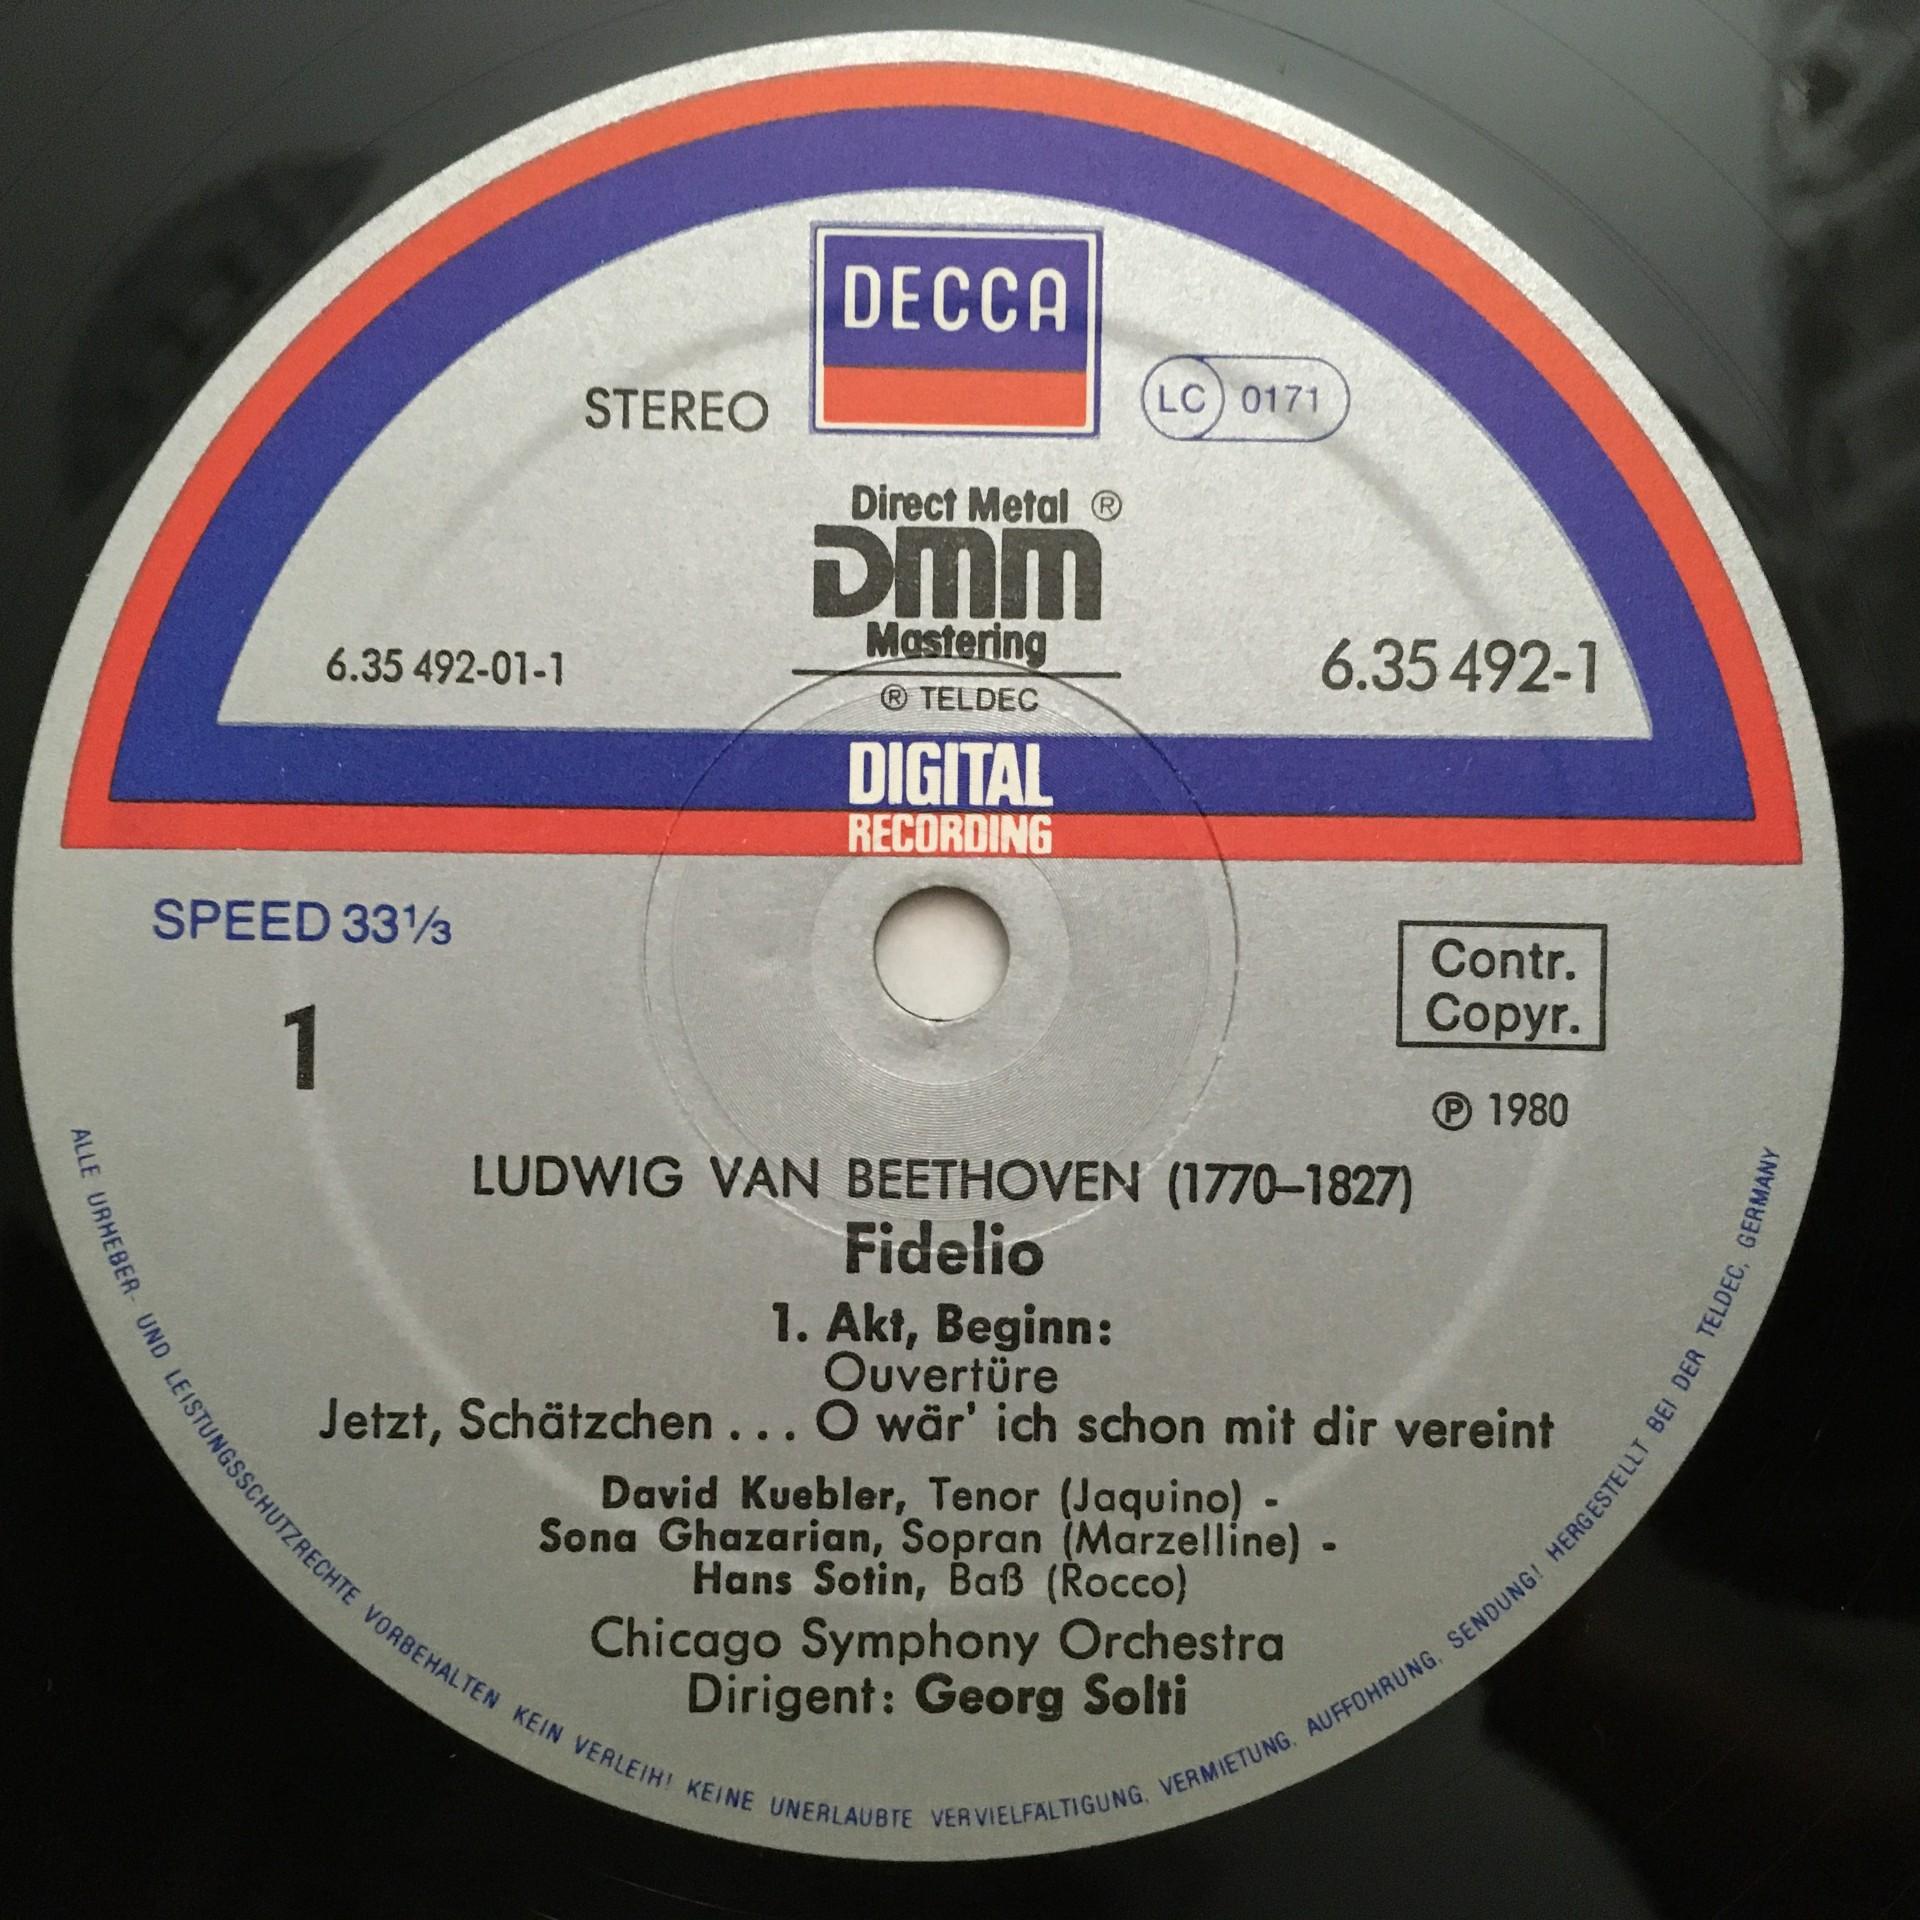 DECCA
STEREO
LC 0171
Direct Metal ®
DMM
Mastering
® TELDEC
6.35 492-01-1
6.35 492-1
DIGITAL
RECORDING
SPEED 33⅓
Contr.
Copyr.
1
℗ 1980
LUDWIG VAN BEETHOVEN (1770–1827)
Fidelio
1. Akt, Beginn:
Ouvertüre
Jetzt, Schätzchen . . . O wär' ich schon mit dir vereint
David Kuebler, Tenor (Jaquino) -
Sona Ghazarian, Sopran (Marzelline) -
Hans Sotin, Baß (Rocco)
Chicago Symphony Orchestra
Dirigent: Georg Solti
ALLE URHEBER- UND LEISTUNGSSCHUTZRECHTE VORBEHALTEN KEIN VERLEIH! KEINE UNERLAUBTE VERVIELFÄLTIGUNG, VERMIETUNG, AUFFÜHRUNG, SENDUNG! HERGESTELLT BEI DER TELDEC, GERMANY